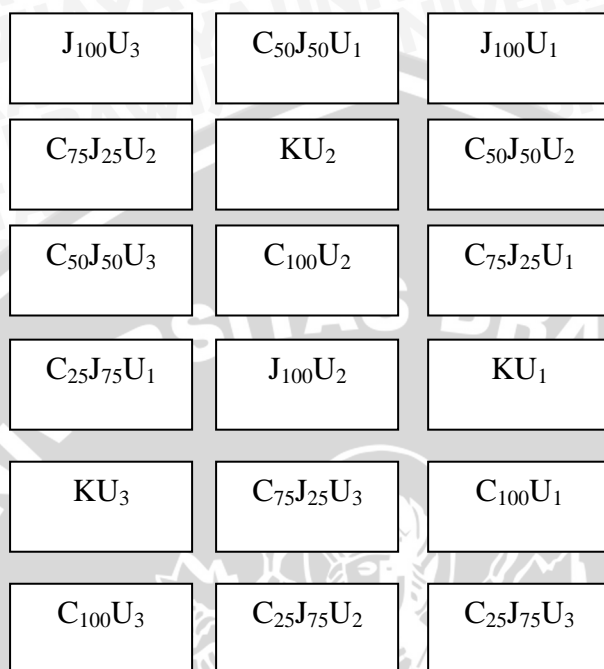 J₁₀₀U₃ C₅₀J₅₀U₁ J₁₀₀U₁
C₇₅J₂₅U₂ KU₂ C₅₀J₅₀U₂
C₅₀J₅₀U₃ C₁₀₀U₂ C₇₅J₂₅U₁
C₂₅J₇₅U₁ J₁₀₀U₂ KU₁
KU₃ C₇₅J₂₅U₃ C₁₀₀U₁
C₁₀₀U₃ C₂₅J₇₅U₂ C₂₅J₇₅U₃